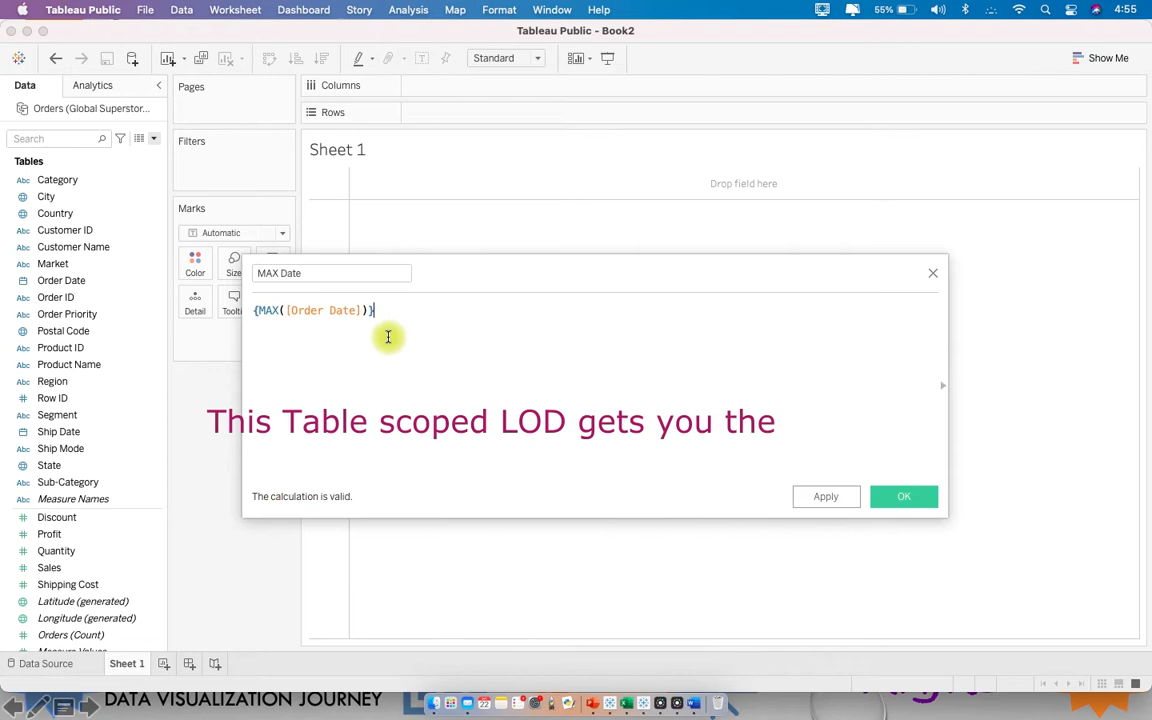 Tableau Public File Data Worksheet Dashboard Story Analysis Map Format Window Help 55% 4:55
Tableau Public - Book2
Standard Show Me
Data Analytics Pages Columns
Orders (Global Superstor... Rows
Search Filters
Tables Sheet 1
Category Drop field here
City
Country Marks
Customer ID Automatic
Customer Name
Market
Order Date Color Size MAX Date
Order ID Detail Toolti
Order Priority {MAX([Order Date])}
Postal Code
Product ID
Product Name
Region
Row ID
Segment This Table scoped LOD gets you the
Ship Date
Ship Mode
State
Sub-Category
Measure Names The calculation is valid. Apply OK
Discount
Profit
Quantity
Sales
Shipping Cost
Latitude (generated)
Longitude (generated)
Orders (Count)
Measure Values
Data Source Sheet 1
DATA VISUALIZATION JOURNEY